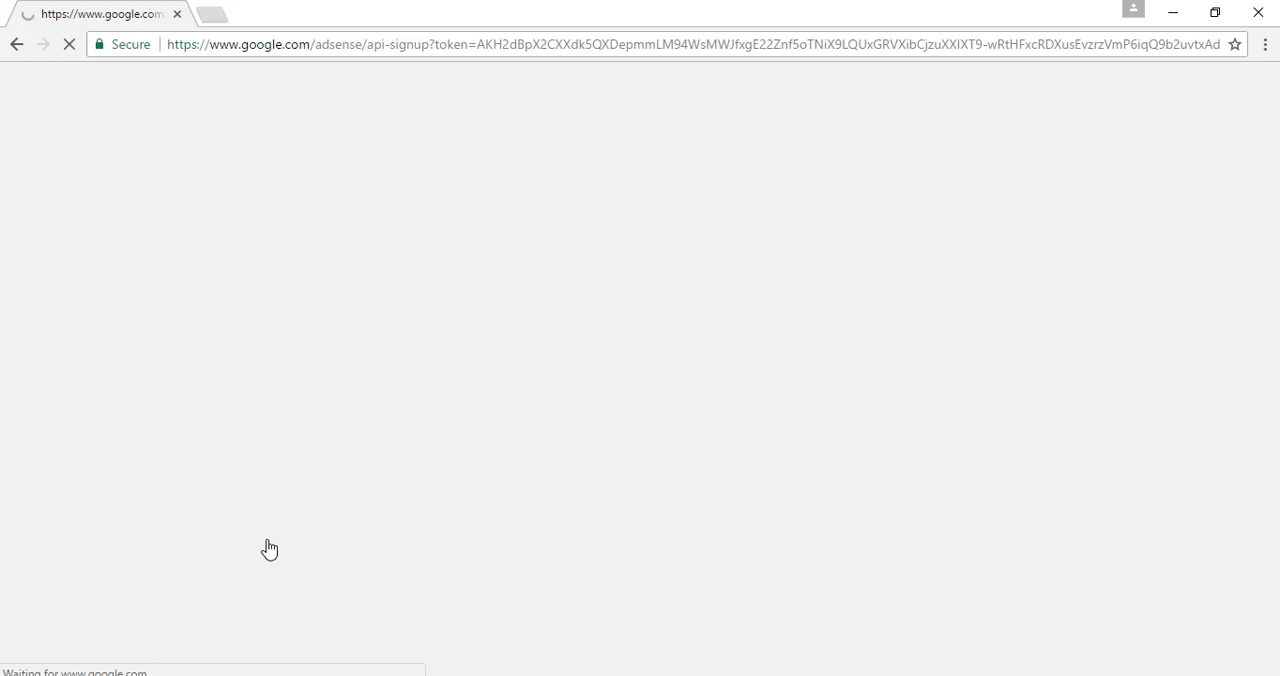 https://www.google.com
Secure
https://www.google.com/adsense/api-signup?token=AKH2dBpX2CXXdk5QXDepmmLM94WsMWJfxgE22Znf5oTNiX9LQUxGRVXibCjzuXXIXT9-wRtHFxcRDXusEvzrzVmP6iqQ9b2uvtxAd
Waiting for www.google.com